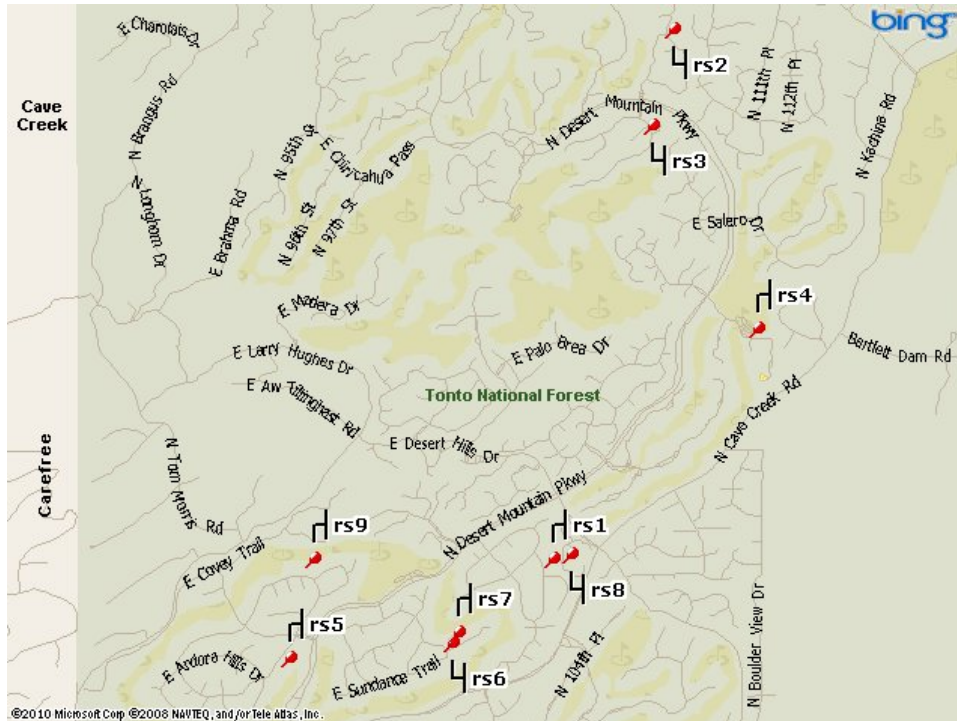 E Charolais Dr
bing
rs2
N 111th Pl
N 112th Pl
Cave
Creek
N Brangus Rd
N Desert Mountain Pkwy
N Kachina Rd
N 95th St
E Chiricahua Pass
rs3
N Longhorn Dr
E Brahma Rd
N 96th St
N 97th St
E Salero Dr
rs4
E Madera Dr
E Larry Hughes Dr
E Palo Brea Dr
Bartlett Dam Rd
E Aw Tillinghast Rd
Tonto National Forest
N Cave Creek Rd
Carefree
N Tom Morris Rd
E Desert Hills Dr
N Desert Mountain Pkwy
rs9
rs1
E Covey Trail
rs8
rs7
N Boulder View Dr
rs5
E Andora Hills Dr
E Sundance Trail
rs6
N 104th Pl
©2010 Microsoft Corp ©2008 NAVTEQ, and/or Tele Atlas, Inc.